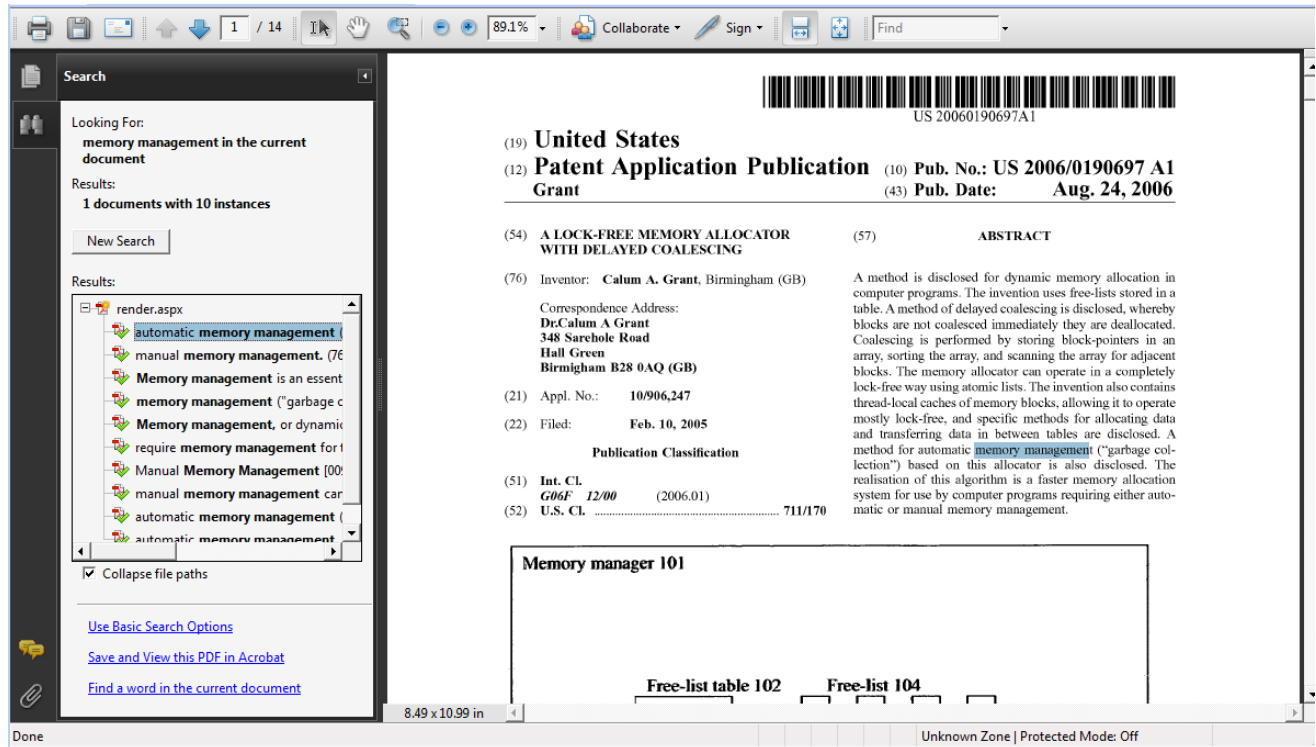 1 / 14
89.1%
Collaborate
Sign
Find
Search
Looking For:
memory management in the current
document
Results:
1 documents with 10 instances
New Search
Results:
render.aspx
automatic memory management (
manual memory management. (76
Memory management is an essent
memory management ("garbage c
Memory management, or dynamic
require memory management for t
Manual Memory Management [009
manual memory management can
automatic memory management (
automatic memory management
Collapse file paths
Use Basic Search Options
Save and View this PDF in Acrobat
Find a word in the current document
US 20060190697A1
(19) United States
(12) Patent Application Publication (10) Pub. No.: US 2006/0190697 A1
Grant (43) Pub. Date: Aug. 24, 2006
(54) A LOCK-FREE MEMORY ALLOCATOR
WITH DELAYED COALESCING
(76) Inventor: Calum A. Grant, Birmingham (GB)
Correspondence Address:
Dr.Calum A Grant
348 Sarehole Road
Hall Green
Birmigham B28 0AQ (GB)
(21) Appl. No.: 10/906,247
(22) Filed: Feb. 10, 2005
Publication Classification
(51) Int. Cl.
G06F 12/00 (2006.01)
(52) U.S. Cl. .............................................................. 711/170
(57) ABSTRACT
A method is disclosed for dynamic memory allocation in
computer programs. The invention uses free-lists stored in a
table. A method of delayed coalescing is disclosed, whereby
blocks are not coalesced immediately they are deallocated.
Coalescing is performed by storing block-pointers in an
array, sorting the array, and scanning the array for adjacent
blocks. The memory allocator can operate in a completely
lock-free way using atomic lists. The invention also contains
thread-local caches of memory blocks, allowing it to operate
mostly lock-free, and specific methods for allocating data
and transferring data in between tables are disclosed. A
method for automatic memory management (“garbage col-
lection”) based on this allocator is also disclosed. The
realisation of this algorithm is a faster memory allocation
system for use by computer programs requiring either auto-
matic or manual memory management.
Memory manager 101
Free-list table 102 Free-list 104
8.49 x 10.99 in
Done
Unknown Zone | Protected Mode: Off